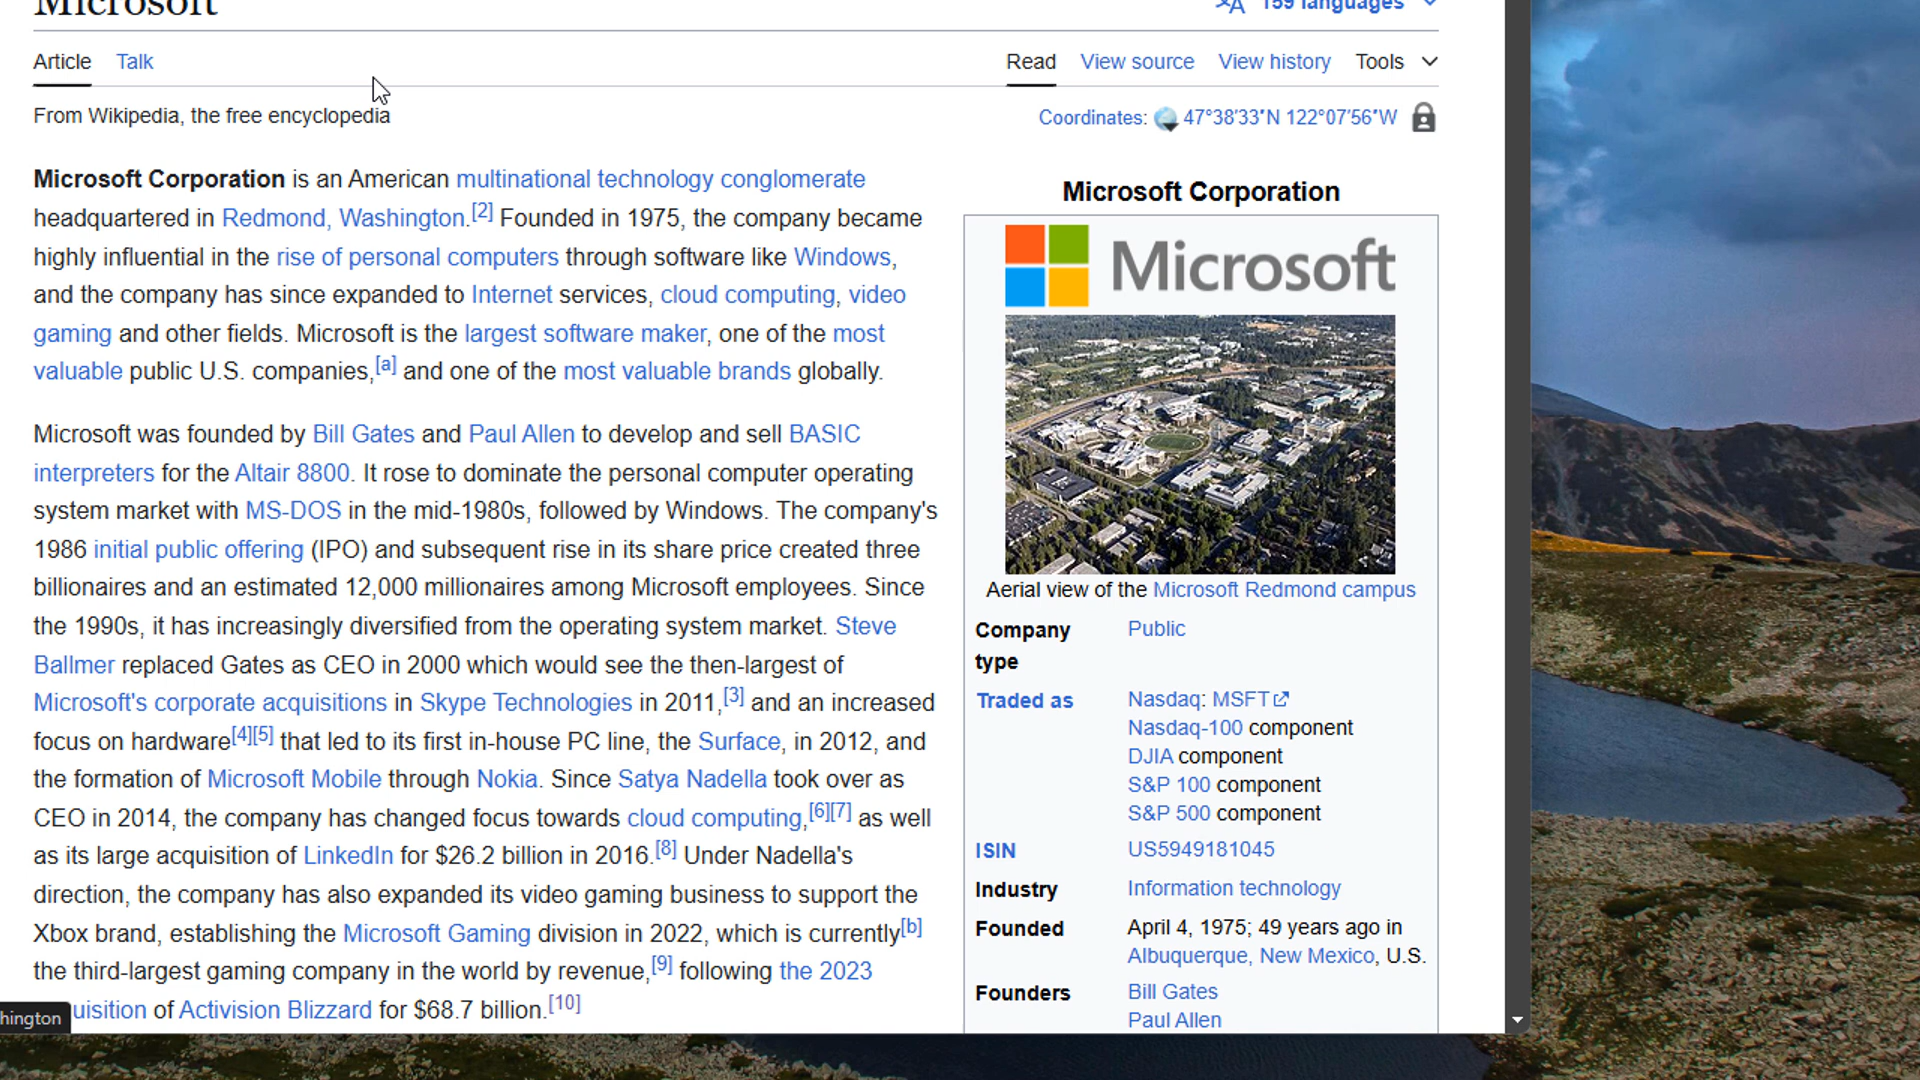 Microsoft
159 languages
Article Talk
Read View source View history Tools
From Wikipedia, the free encyclopedia
Coordinates: 47°38′33″N 122°07′56″W
Microsoft Corporation is an American multinational technology conglomerate
headquartered in Redmond, Washington.[2] Founded in 1975, the company became
highly influential in the rise of personal computers through software like Windows,
and the company has since expanded to Internet services, cloud computing, video
gaming and other fields. Microsoft is the largest software maker, one of the most
valuable public U.S. companies,[a] and one of the most valuable brands globally.
Microsoft was founded by Bill Gates and Paul Allen to develop and sell BASIC
interpreters for the Altair 8800. It rose to dominate the personal computer operating
system market with MS-DOS in the mid-1980s, followed by Windows. The company's
1986 initial public offering (IPO) and subsequent rise in its share price created three
billionaires and an estimated 12,000 millionaires among Microsoft employees. Since
the 1990s, it has increasingly diversified from the operating system market. Steve
Ballmer replaced Gates as CEO in 2000 which would see the then-largest of
Microsoft's corporate acquisitions in Skype Technologies in 2011,[3] and an increased
focus on hardware[4][5] that led to its first in-house PC line, the Surface, in 2012, and
the formation of Microsoft Mobile through Nokia. Since Satya Nadella took over as
CEO in 2014, the company has changed focus towards cloud computing,[6][7] as well
as its large acquisition of LinkedIn for $26.2 billion in 2016.[8] Under Nadella's
direction, the company has also expanded its video gaming business to support the
Xbox brand, establishing the Microsoft Gaming division in 2022, which is currently[b]
the third-largest gaming company in the world by revenue,[9] following the 2023
uisition of Activision Blizzard for $68.7 billion.[10]
hington
Microsoft Corporation
Microsoft
Aerial view of the Microsoft Redmond campus
Company type Public
Traded as Nasdaq: MSFT
Nasdaq-100 component
DJIA component
S&P 100 component
S&P 500 component
ISIN US5949181045
Industry Information technology
Founded April 4, 1975; 49 years ago in
Albuquerque, New Mexico, U.S.
Founders Bill Gates
Paul Allen